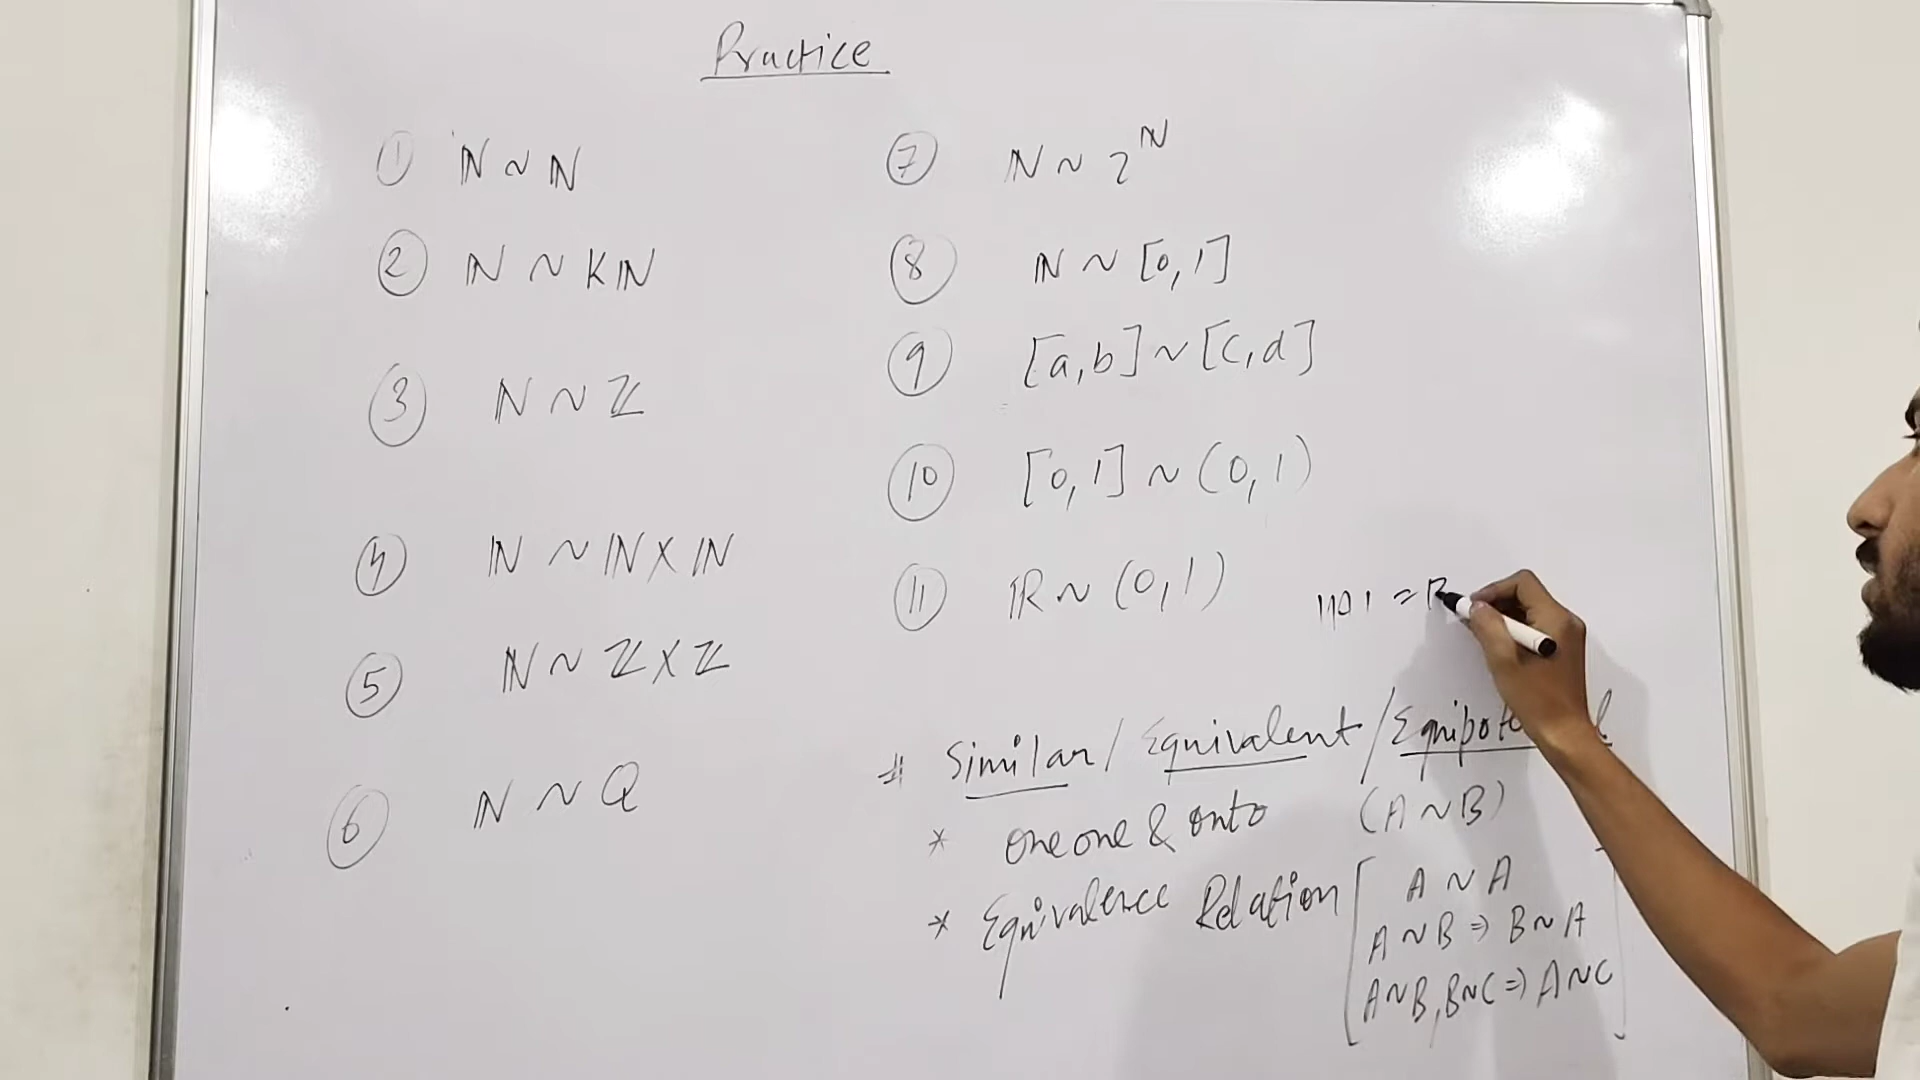 Practice
① ℕ ~ ℕ
② ℕ ~ Kℕ
③ ℕ ~ ℤ
④ ℕ ~ ℕ X ℕ
⑤ ℕ ~ ℤ X ℤ
⑥ ℕ ~ Q
⑦ ℕ ~ 2^ℕ
⑧ ℕ ~ [0,1]
⑨ [a,b] ~ [c,d]
⑩ [0,1] ~ (0,1)
⑪ ℝ ~ (0,1)
# Similar / Equivalent /
* one one & onto (A ~ B)
* Equivalence Relation [ A ~ A
A ~ B ⇒ B ~ A
A~B, B~C ⇒ A~C ]